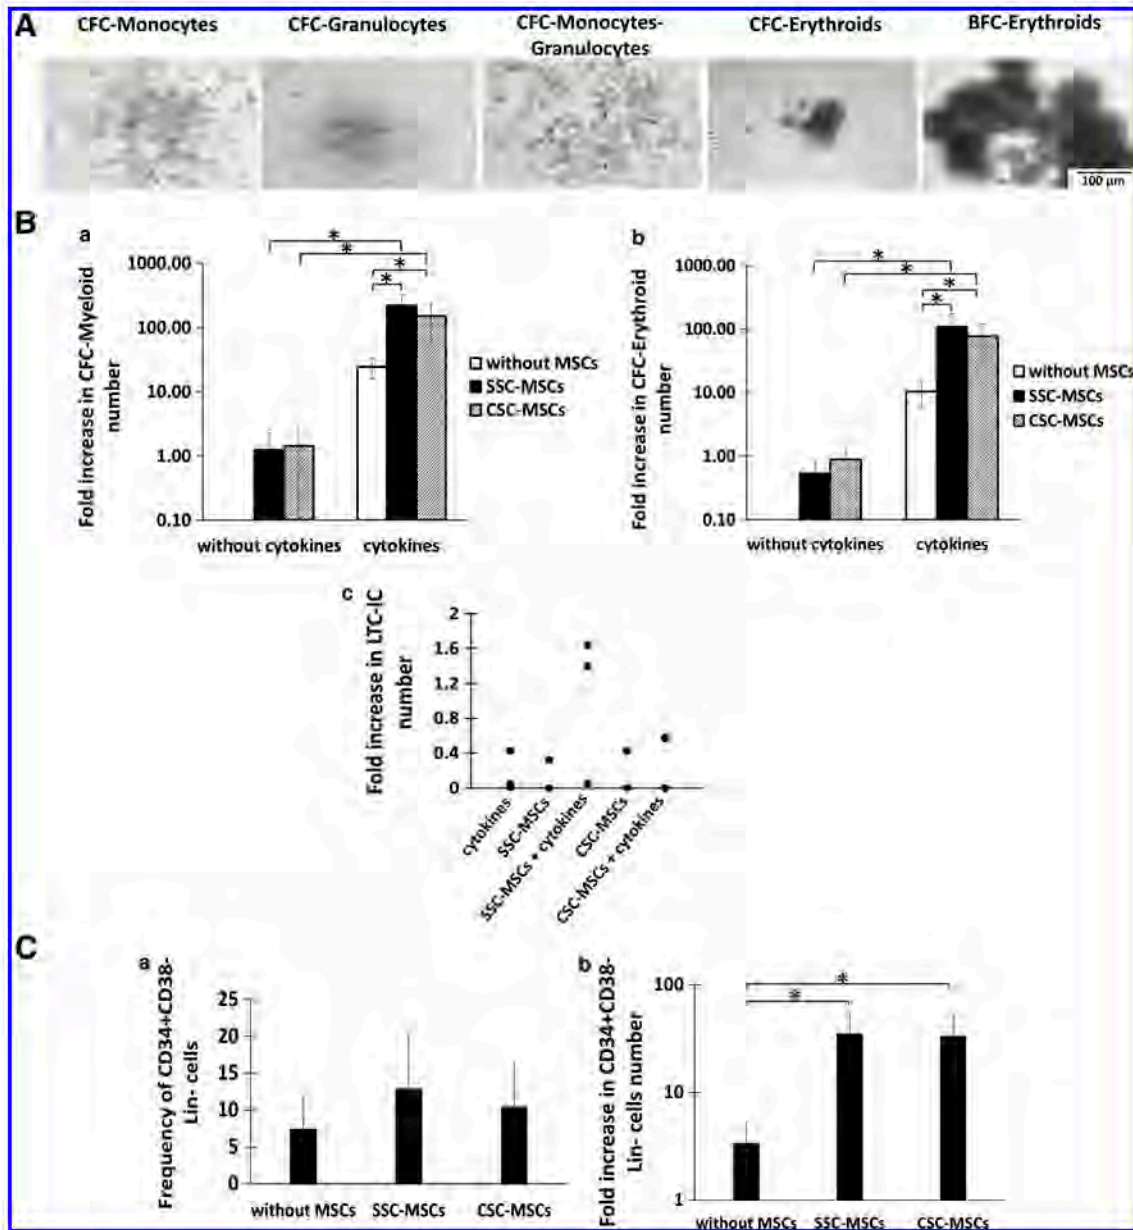 A
CFC-Monocytes CFC-Granulocytes CFC-Monocytes- CFC-Erythroids BFC-Erythroids
Granulocytes
100 µm
B
a
Fold increase in CFC-Myeloid
number
1000.00
100.00
10.00
1.00
0.10
* * * *
without MSCs
SSC-MSCs
CSC-MSCs
without cytokines cytokines
b
Fold increase in CFC-Erythroid
number
1000.00
100.00
10.00
1.00
0.10
* * * *
without MSCs
SSC-MSCs
CSC-MSCs
without cytokines cytokines
c
Fold increase in LTC-IC
number
2
1.6
1.2
0.8
0.4
0
cytokines
SSC-MSCs
SSC-MSCs + cytokines
CSC-MSCs
CSC-MSCs + cytokines
C
a
Frequency of CD34+CD38-
Lin- cells
25
20
15
10
5
0
without MSCs SSC-MSCs CSC-MSCs
b
Fold increase in CD34+CD38-
Lin- cells number
100
10
1
* *
without MSCs SSC-MSCs CSC-MSCs